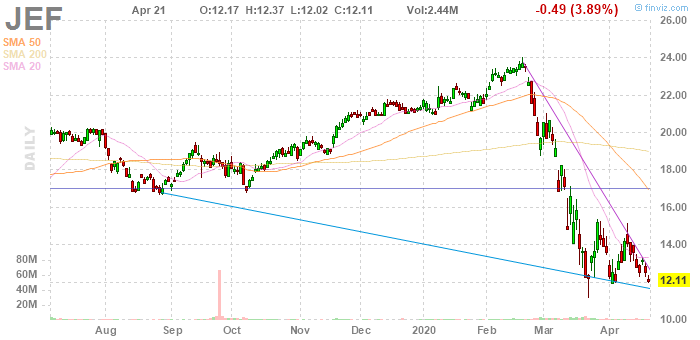 JEF
Apr 21 O:12.17 H:12.37 L:12.02 C:12.11 Vol:2.44M -0.49 (3.89%)
© finviz.com
SMA 50
SMA 200
SMA 20
DAILY
26.00
24.00
22.00
20.00
18.00
16.00
14.00
12.11
10.00
80M
60M
40M
20M
Aug Sep Oct Nov Dec 2020 Feb Mar Apr